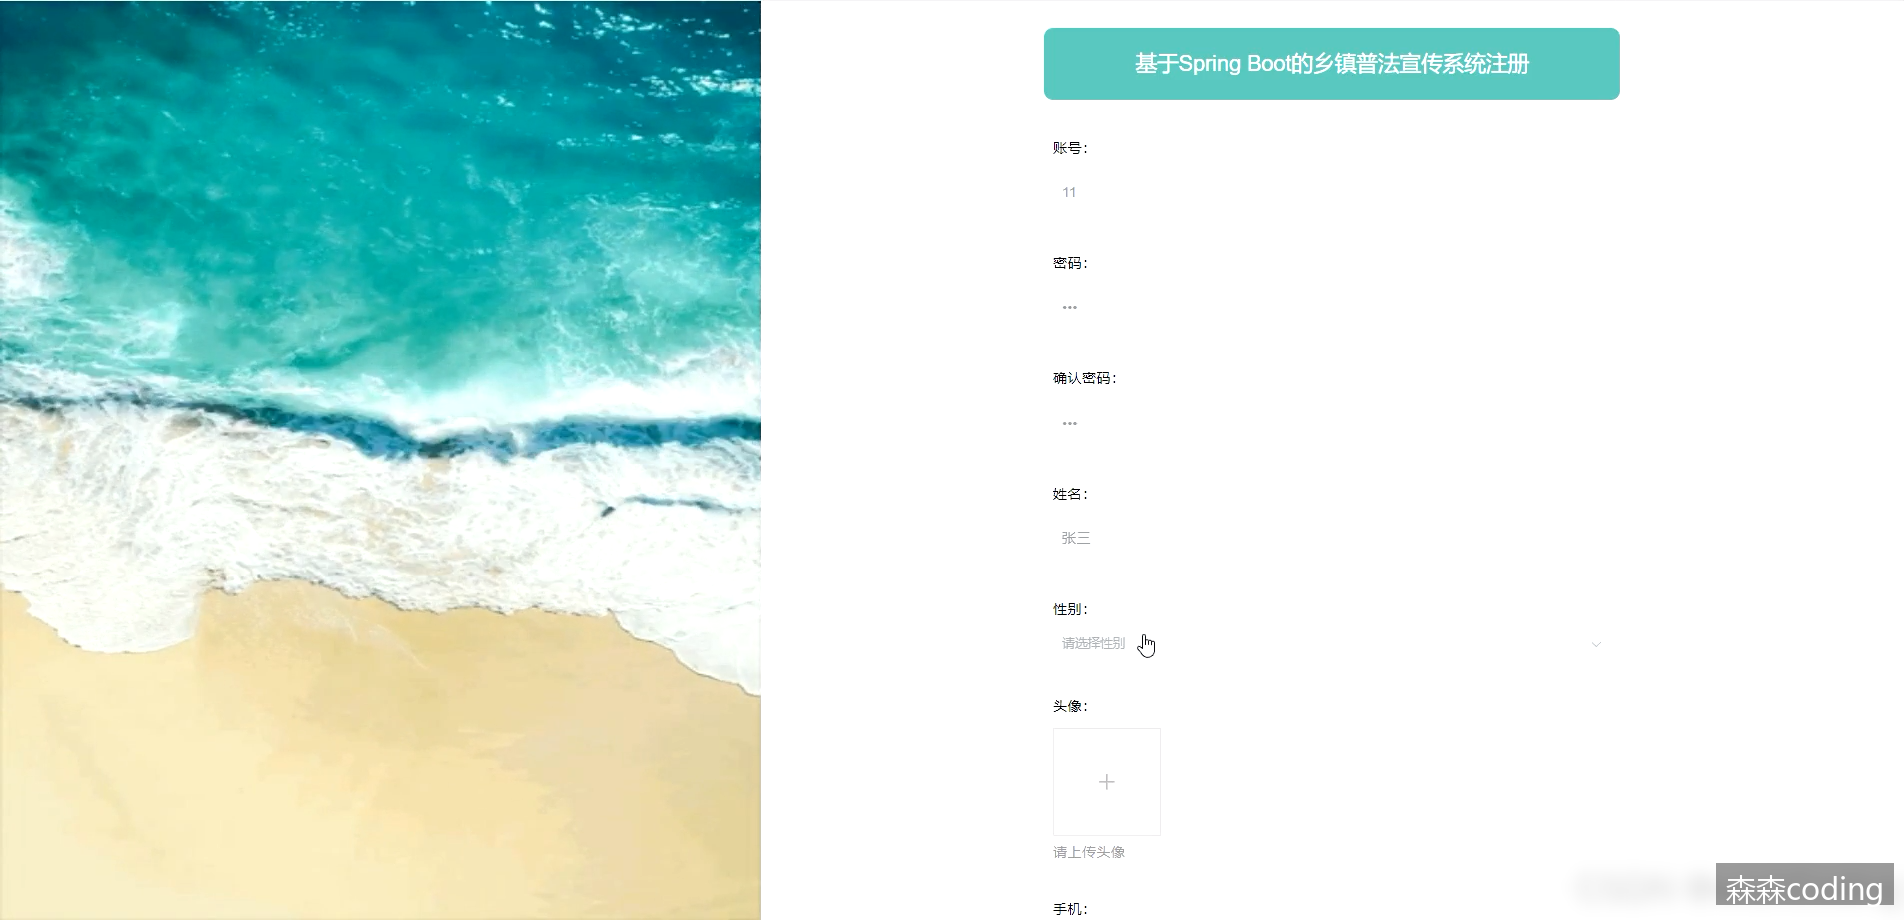 基于Spring Boot的乡镇普法宣传系统注册
账号：
11
密码：
•••
确认密码：
•••
姓名：
张三
性别：
请选择性别
头像：
请上传头像
手机：
森森coding